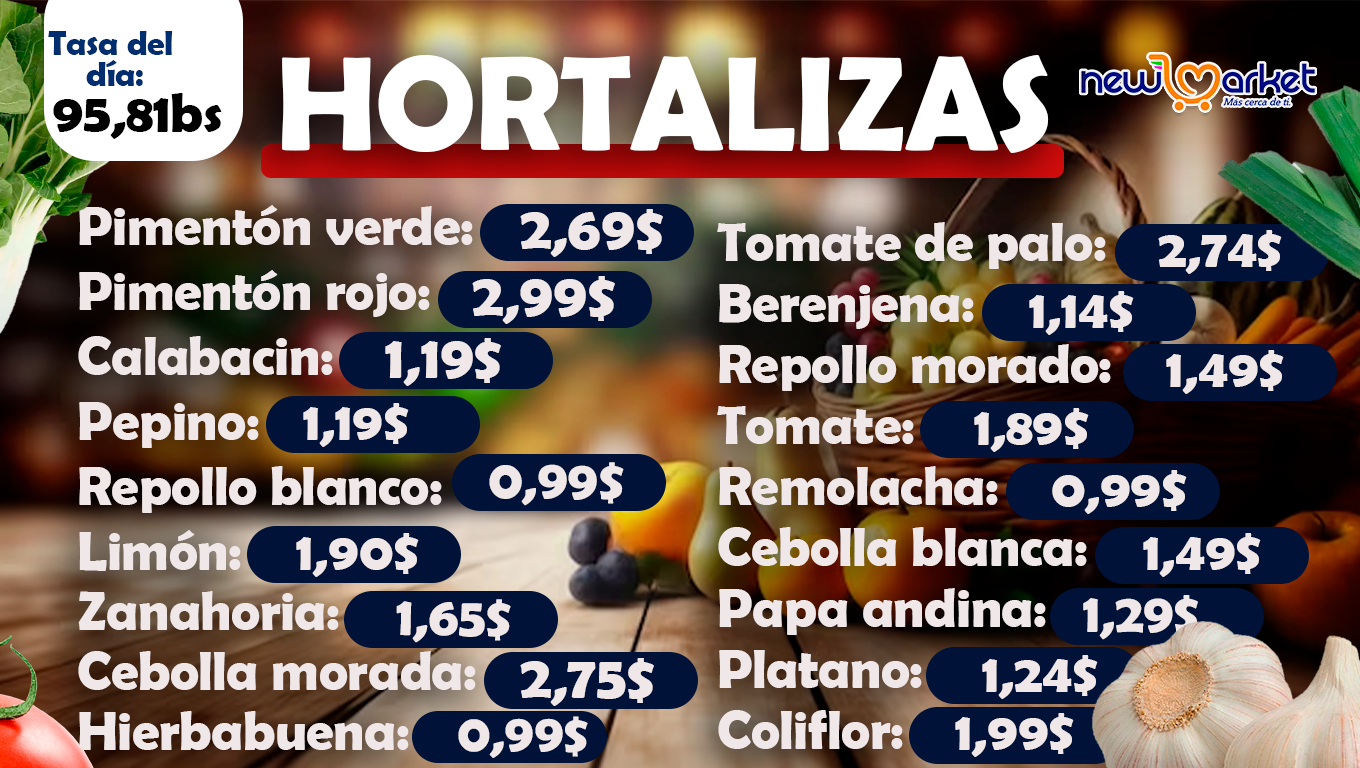 Tasa del
día:
95,81bs
HORTALIZAS
new market
Más cerca de ti.
Pimentón verde: 2,69$
Pimentón rojo: 2,99$
Calabacin: 1,19$
Pepino: 1,19$
Repollo blanco: 0,99$
Limón: 1,90$
Zanahoria: 1,65$
Cebolla morada: 2,75$
Hierbabuena: 0,99$
Tomate de palo: 2,74$
Berenjena: 1,14$
Repollo morado: 1,49$
Tomate: 1,89$
Remolacha: 0,99$
Cebolla blanca: 1,49$
Papa andina: 1,29$
Platano: 1,24$
Coliflor: 1,99$